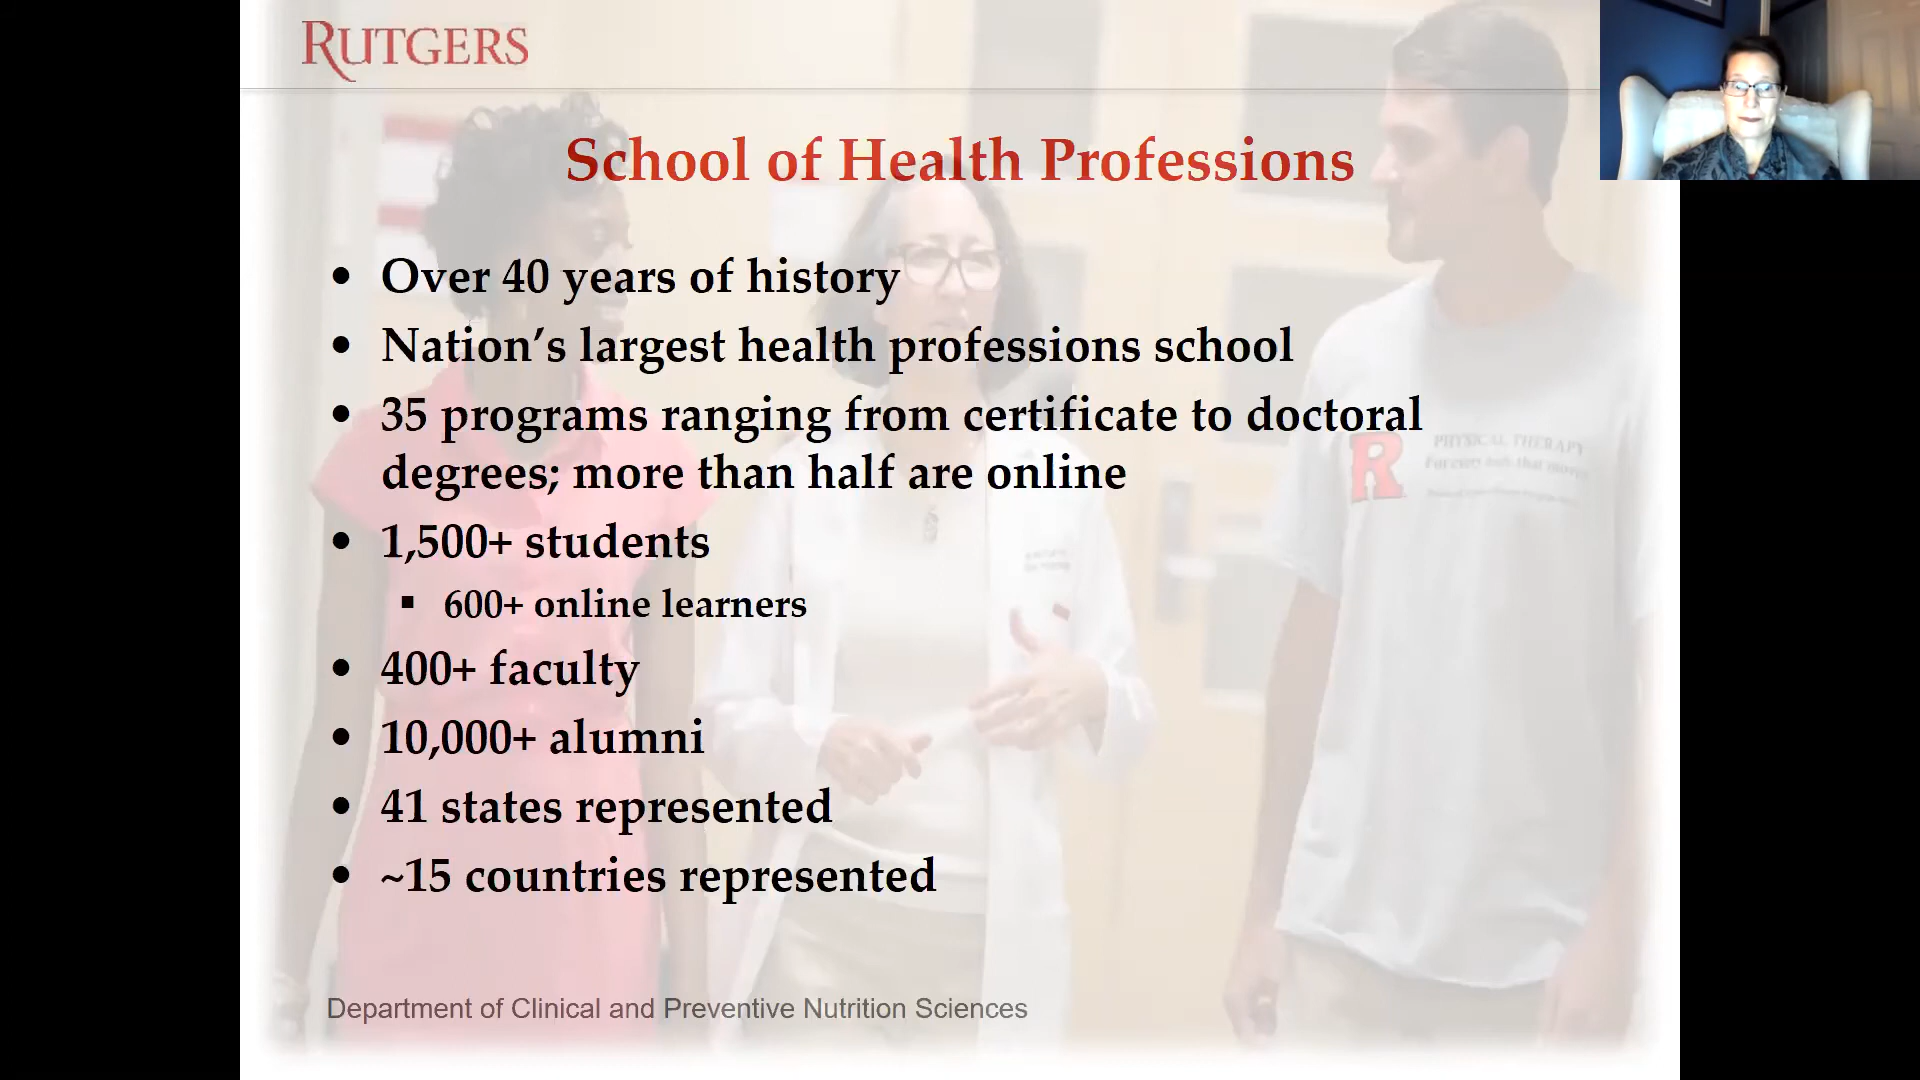 RUTGERS
School of Health Professions
• Over 40 years of history
• Nation's largest health professions school
• 35 programs ranging from certificate to doctoral
degrees; more than half are online
• 1,500+ students
▪ 600+ online learners
• 400+ faculty
• 10,000+ alumni
• 41 states represented
• ~15 countries represented
R
PHYSICAL THERAPY
Department of Clinical and Preventive Nutrition Sciences